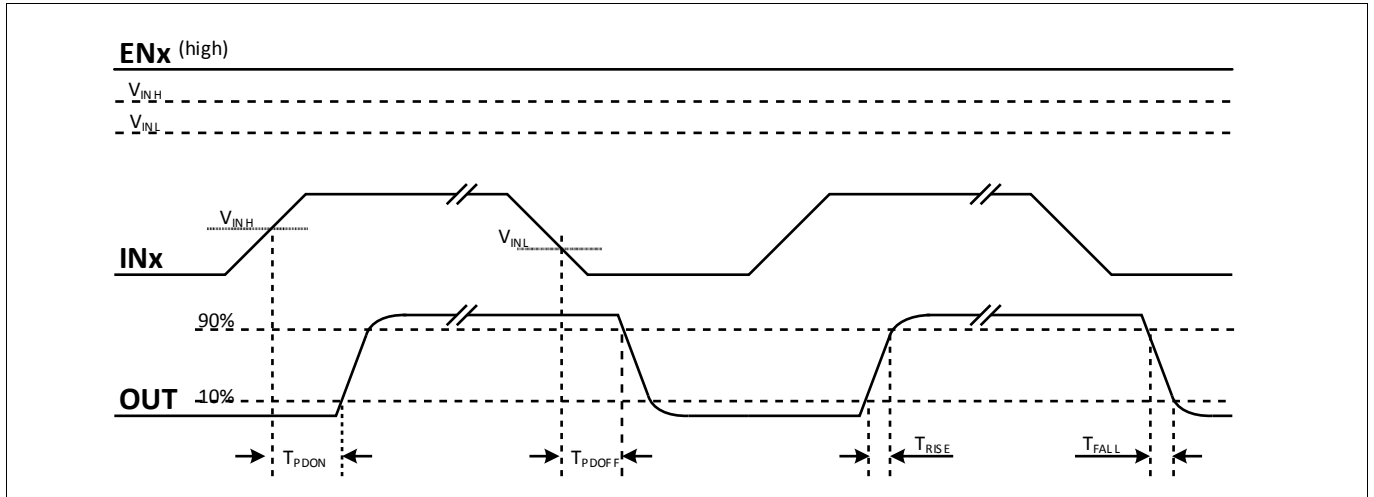 ENx (high)
VINH
VINL
VINH
VINL
INx
90%
OUT 10%
TPDON
TPDOFF
TRISE
TFALL